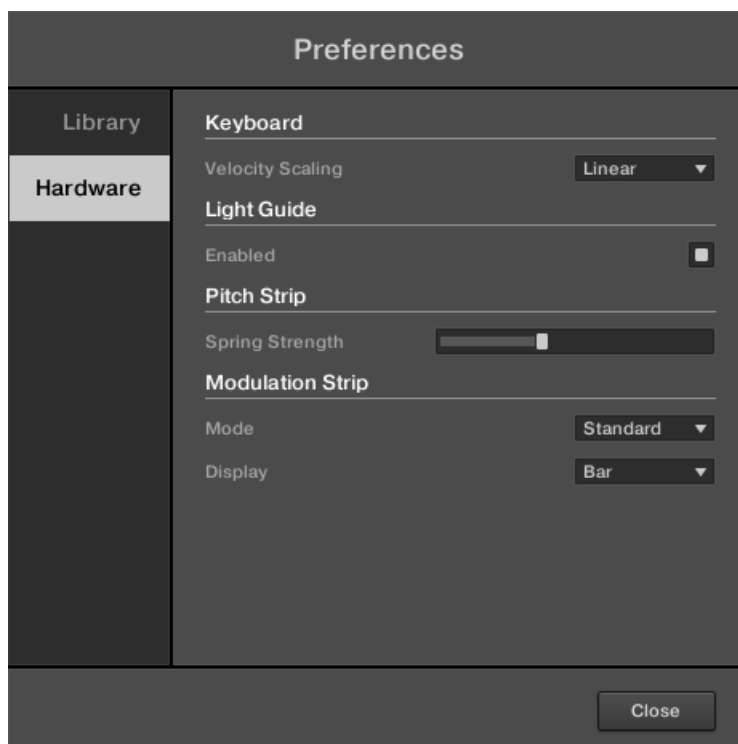 Preferences
Library
Hardware
Keyboard
Velocity Scaling Linear
Light Guide
Enabled
Pitch Strip
Spring Strength
Modulation Strip
Mode Standard
Display Bar
Close